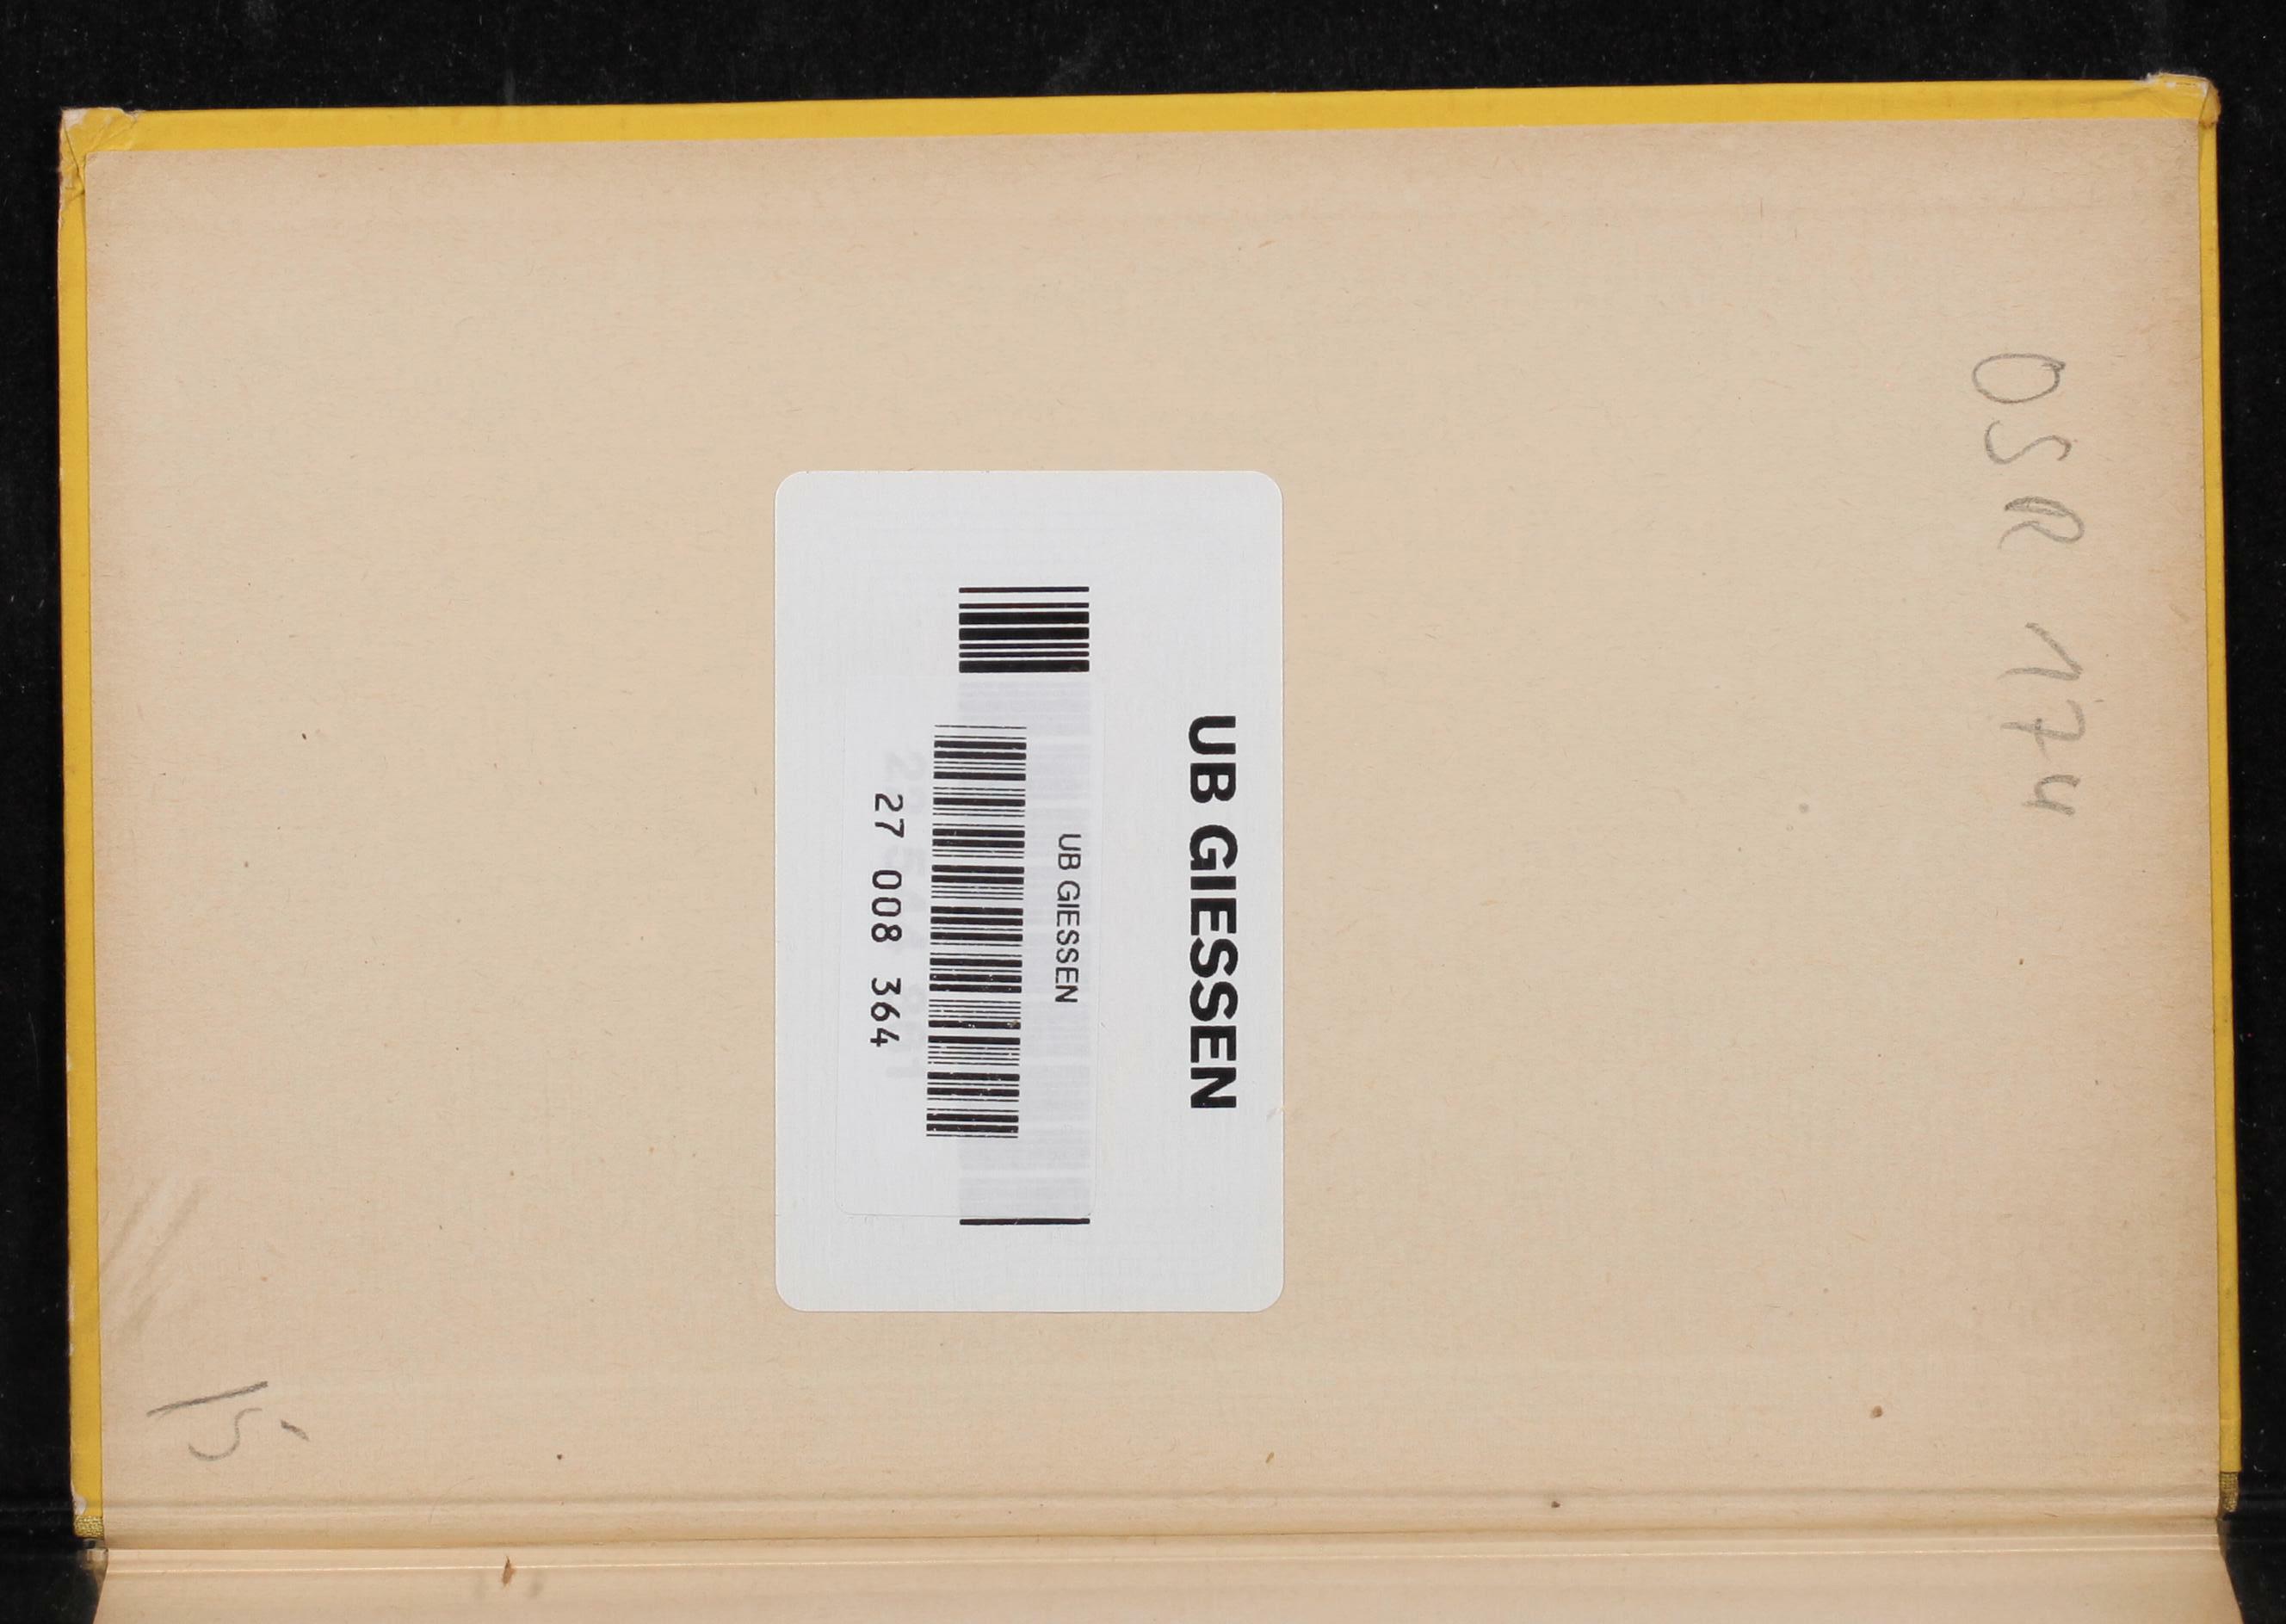 OSR 174
UB GIESSEN
UB GIESSEN
27 008 364
15-